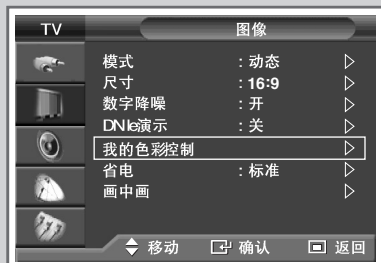 TV 图像
模式 : 动态
尺寸 : 16:9
数字降噪 : 开
DNIe演示 : 关
我的色彩控制
省电 : 标准
画中画
移动 确认 返回